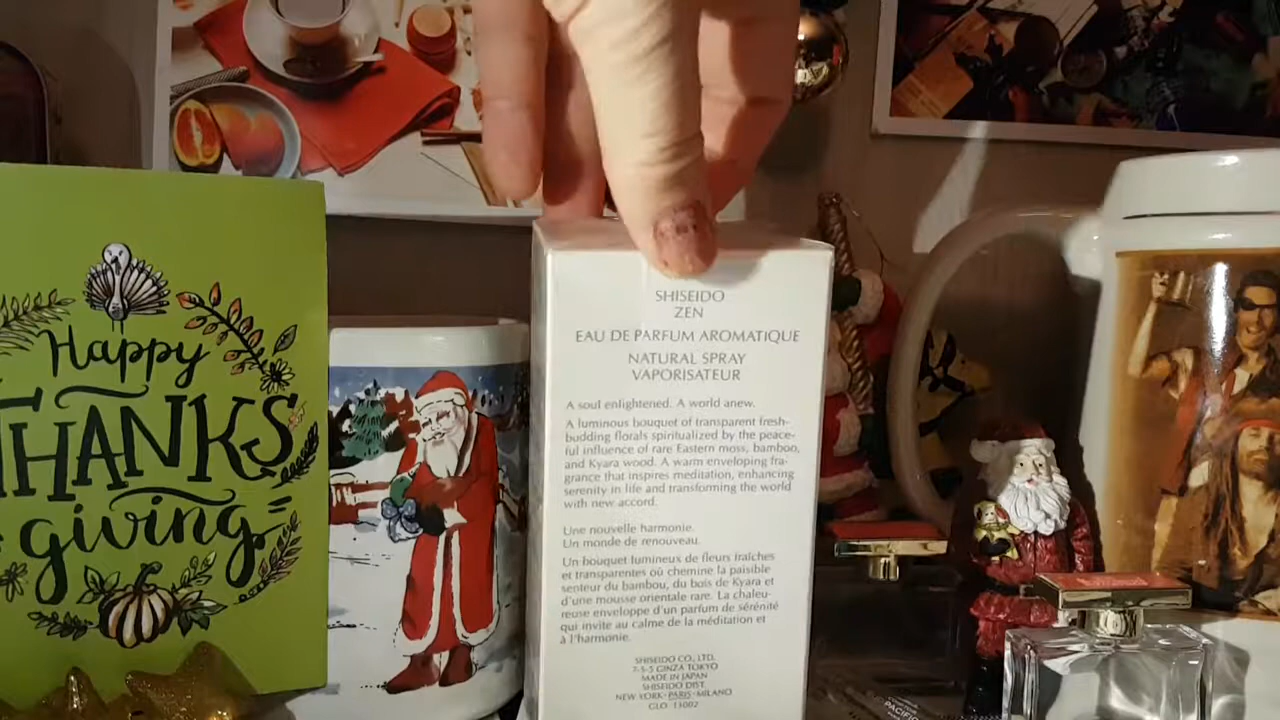 Happy
THANKS
giving
SHISEIDO
ZEN
EAU DE PARFUM AROMATIQUE
NATURAL SPRAY
VAPORISATEUR
A soul enlightened. A world anew.
A luminous bouquet of transparent fresh-
budding florals spiritualized by the peace-
ful influence of rare Eastern moss, bamboo,
and Kyara wood. A warm enveloping fra-
grance that inspires meditation, enhancing
serenity in life and transforming the world
with new accord.
Une nouvelle harmonie.
Un monde de renouveau.
Un bouquet lumineux de fleurs fraîches
et transparentes où chemine la paisible
senteur du bambou, du bois de Kyara et
d'une mousse orientale rare. La chaleu-
reuse enveloppe d'un parfum de sérénité
qui invite au calme de la méditation et
à l'harmonie.
SHISEIDO CO., LTD.
7-5-5 GINZA TOKYO
MADE IN JAPAN
SHISEIDO DIST.
NEW YORK-PARIS-MILANO
GLO 13002
PACIFIC